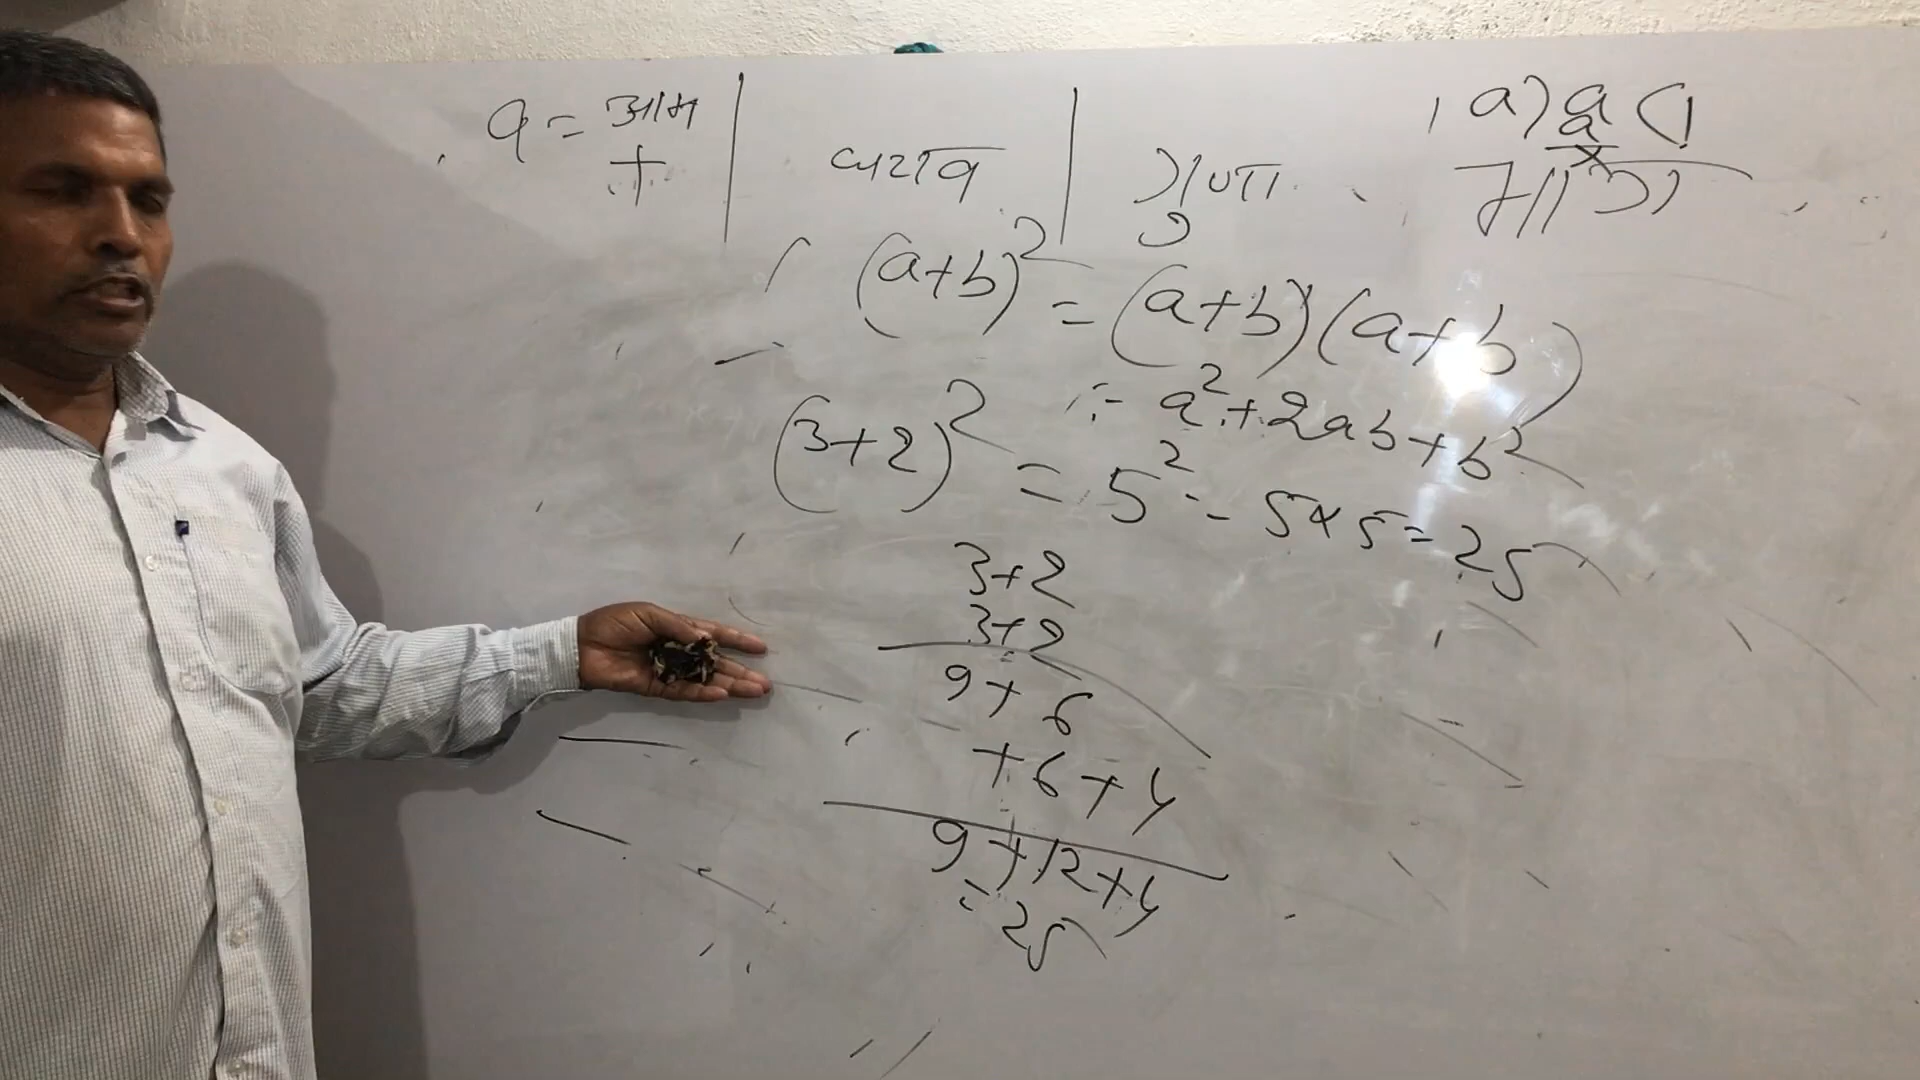 a = आम
+
गुणा
a) a (1
a
×
(a+b)² = (a+b)(a+b)
= a² + 2ab + b²
(3+2)² = 5² = 5×5 = 25
3+2
3+2
9+6
+6+4
9+12+4
= 25